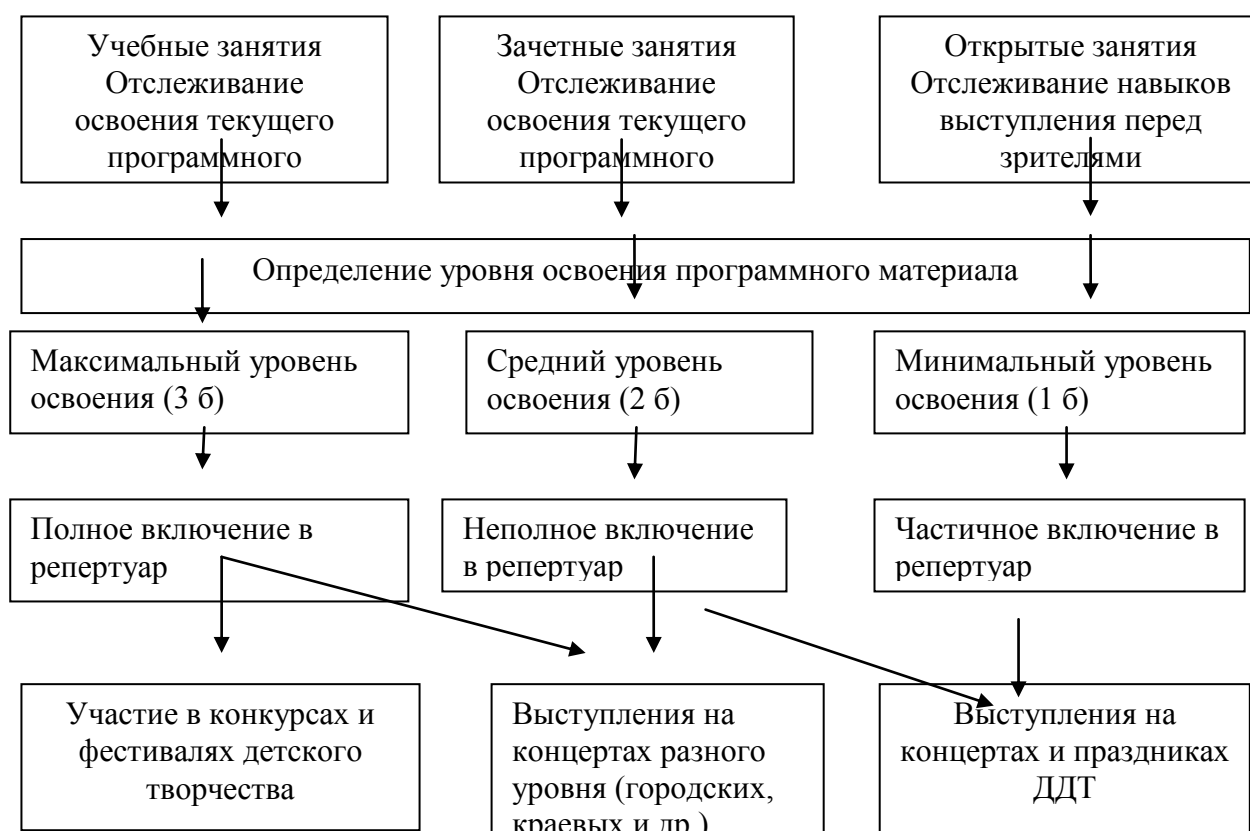 Учебные занятия
Отслеживание
освоения текущего
программного
Зачетные занятия
Отслеживание
освоения текущего
программного
Открытые занятия
Отслеживание навыков
выступления перед
зрителями
Определение уровня освоения программного материала
Максимальный уровень
освоения (3 б)
Средний уровень
освоения (2 б)
Минимальный уровень
освоения (1 б)
Полное включение в
репертуар
Неполное включение
в репертуар
Частичное включение в
репертуар
Участие в конкурсах и
фестивалях детского
творчества
Выступления на
концертах разного
уровня (городских,
краевых и др.)
Выступления на
концертах и праздниках
ДДТ